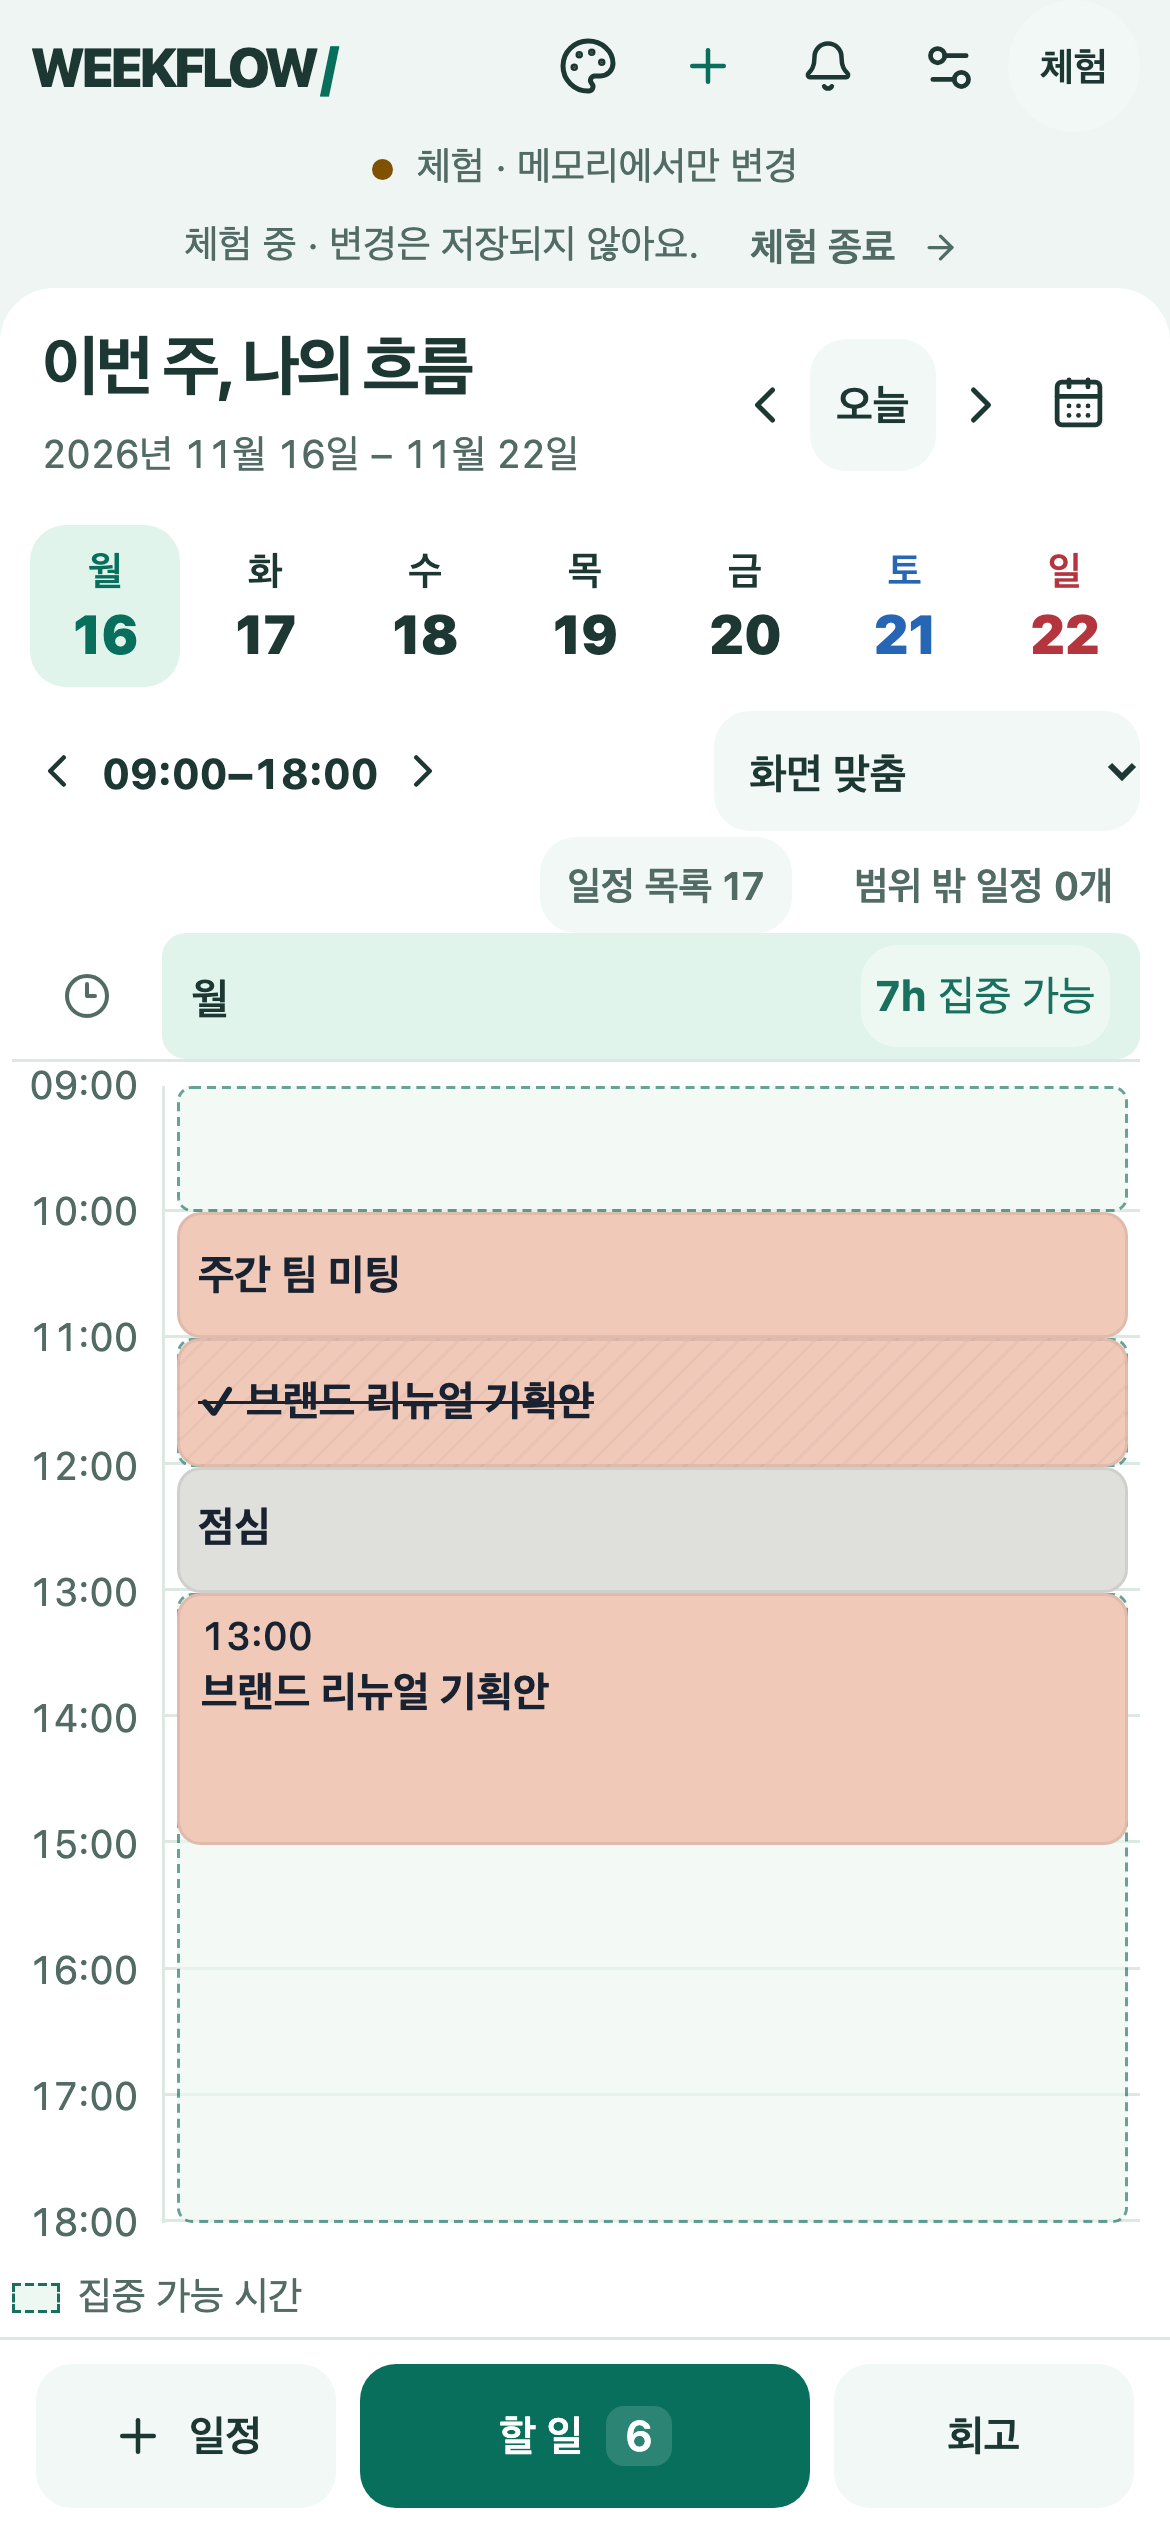 WEEKFLOW/
체험
체험 · 메모리에서만 변경
체험 중 · 변경은 저장되지 않아요. 체험 종료 →
이번 주, 나의 흐름
오늘
2026년 11월 16일 – 11월 22일
월 화 수 목 금 토 일
16 17 18 19 20 21 22
09:00–18:00
화면 맞춤
일정 목록 17 범위 밖 일정 0개
월 7h 집중 가능
09:00
10:00
주간 팀 미팅
11:00
✓ 브랜드 리뉴얼 기획안
12:00
점심
13:00
13:00
브랜드 리뉴얼 기획안
14:00
15:00
16:00
17:00
18:00
집중 가능 시간
+ 일정
할 일 6
회고